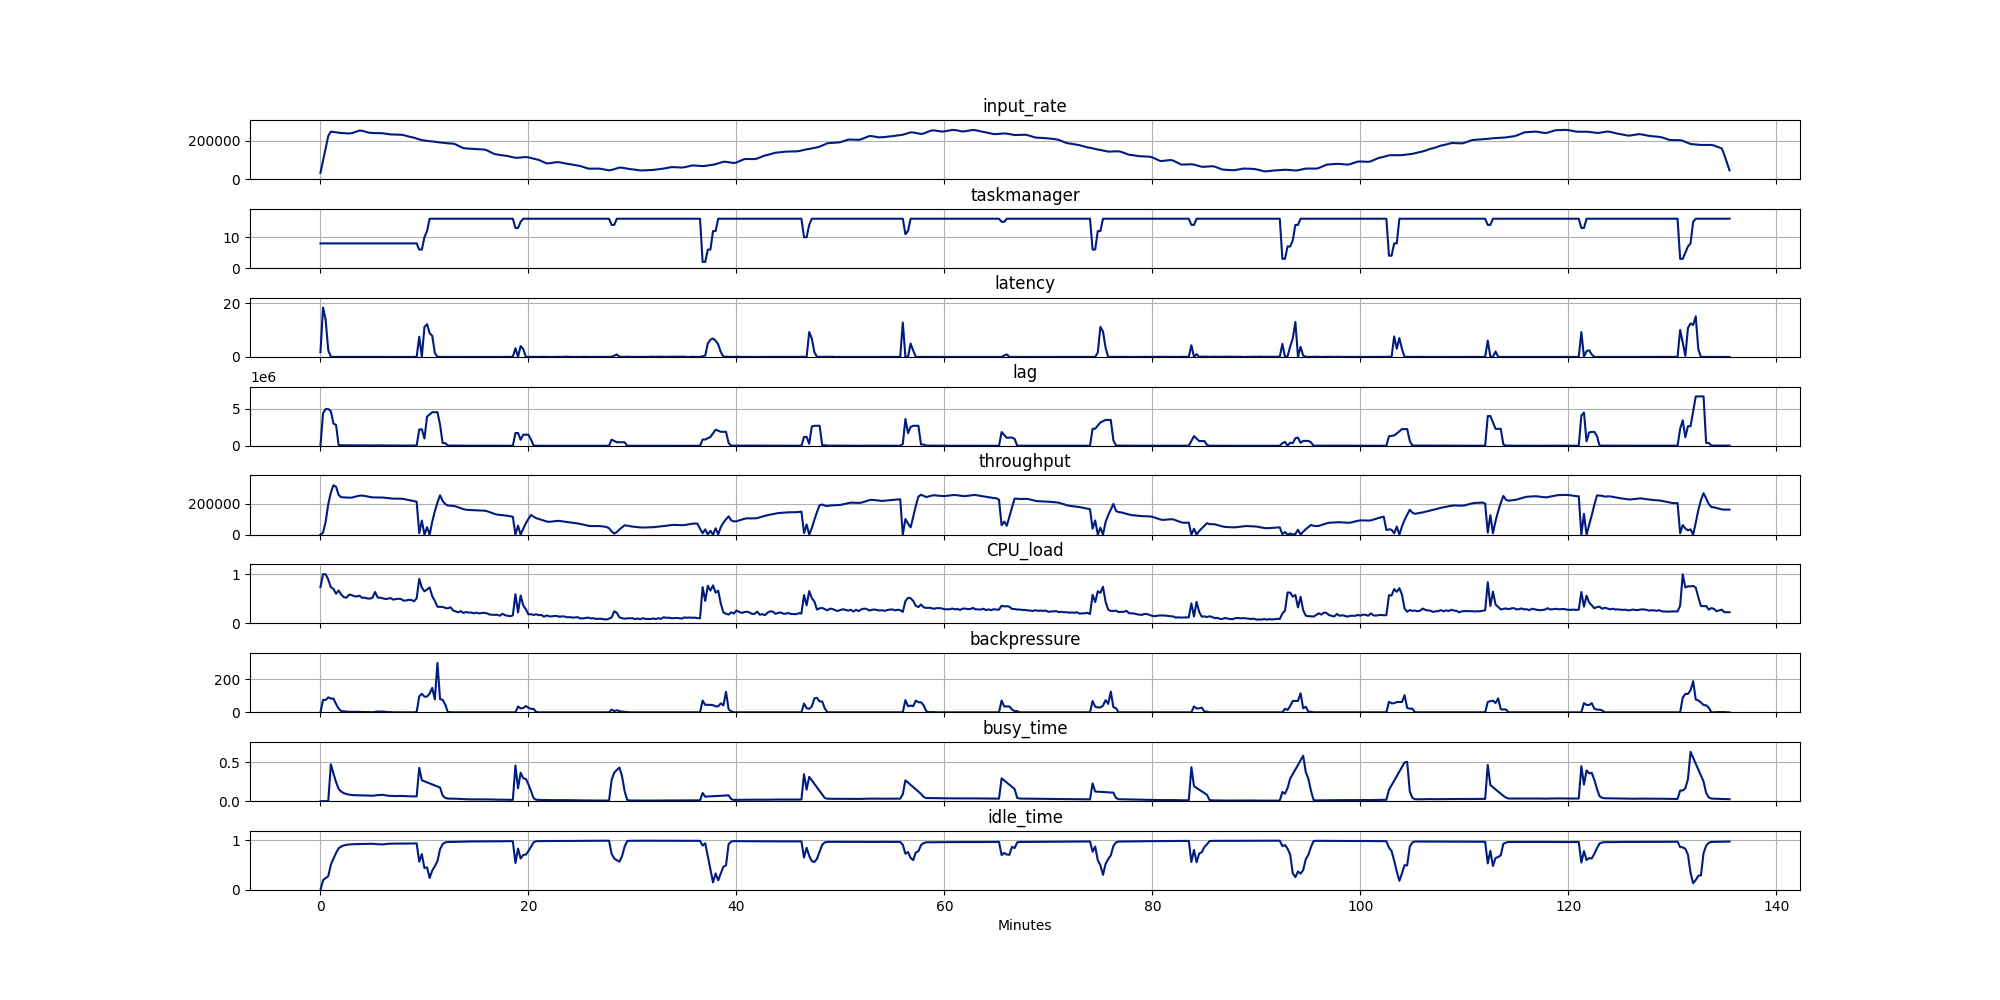 input_rate
200000
0
taskmanager
10
0
latency
20
0
1e6
lag
5
0
throughput
200000
0
CPU_load
1
0
backpressure
200
0
busy_time
0.5
0.0
idle_time
1
0
0 20 40 60 80 100 120 140
Minutes